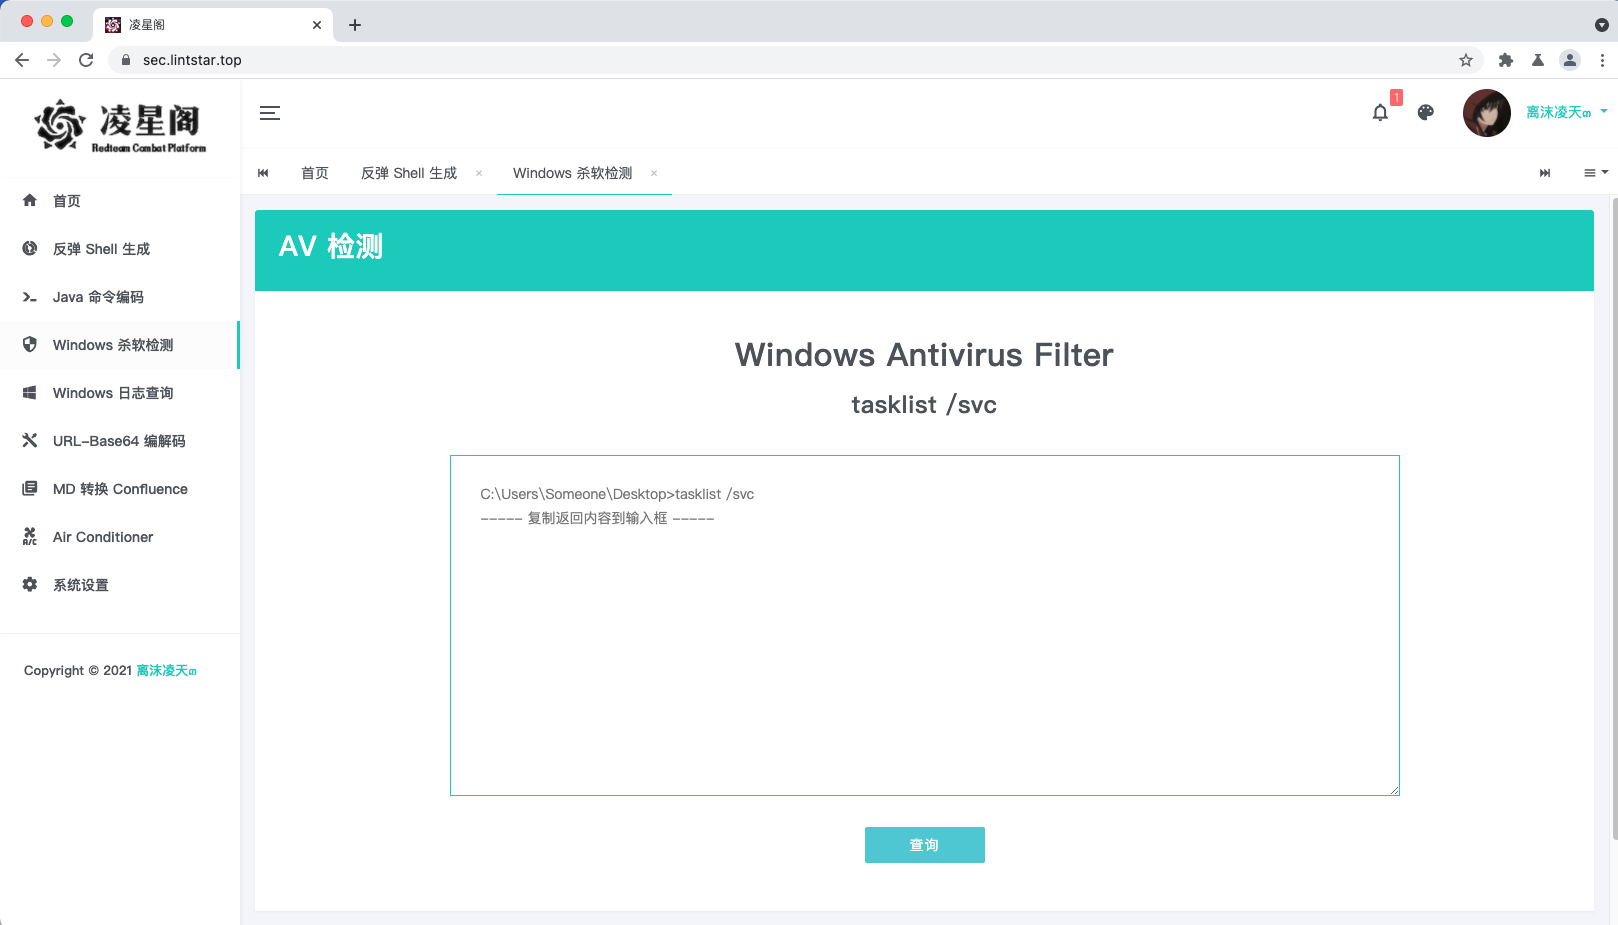 凌星阁
sec.lintstar.top
凌星阁
Redteam Combat Platform
1
离沫凌天๓
首页
反弹 Shell 生成
Windows 杀软检测
首页
反弹 Shell 生成
Java 命令编码
Windows 杀软检测
Windows 日志查询
URL-Base64 编解码
MD 转换 Confluence
A/C
Air Conditioner
系统设置
Copyright © 2021 离沫凌天๓
AV 检测
Windows Antivirus Filter
tasklist /svc
C:\Users\Someone\Desktop>tasklist /svc
----- 复制返回内容到输入框 -----
查询